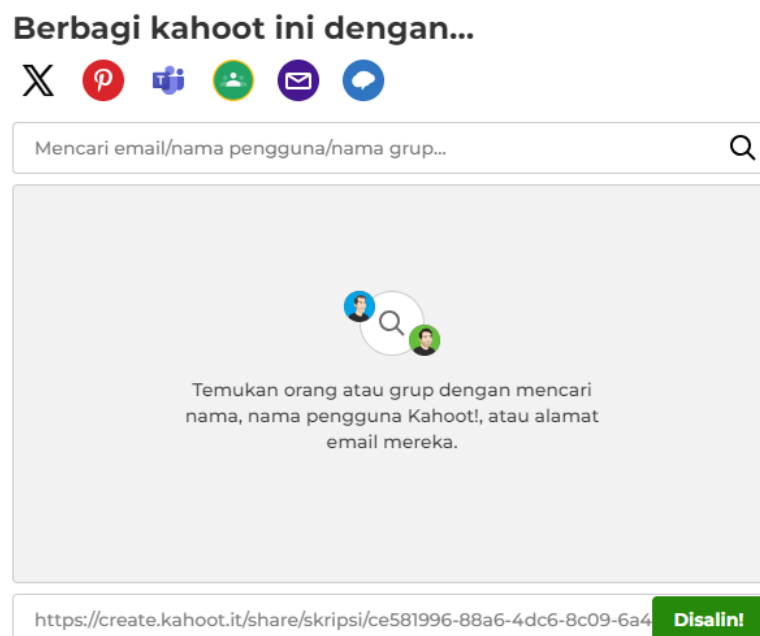 Berbagi kahoot ini dengan...
Mencari email/nama pengguna/nama grup...
Temukan orang atau grup dengan mencari
nama, nama pengguna Kahoot!, atau alamat
email mereka.
https://create.kahoot.it/share/skripsi/ce581996-88a6-4dc6-8c09-6a4
Disalin!